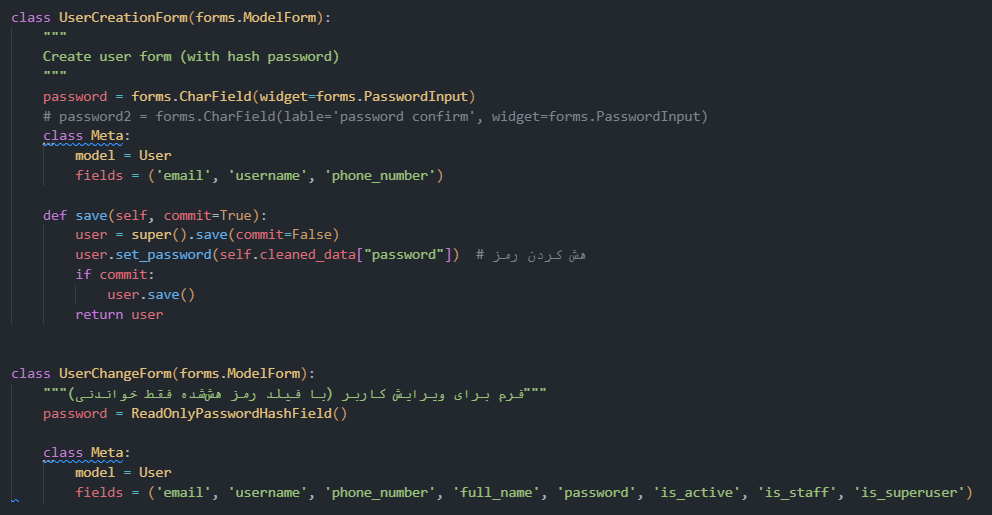 class UserCreationForm(forms.ModelForm):
"""
Create user form (with hash password)
"""
password = forms.CharField(widget=forms.PasswordInput)
# password2 = forms.CharField(lable='password confirm', widget=forms.PasswordInput)
class Meta:
model = User
fields = ('email', 'username', 'phone_number')
def save(self, commit=True):
user = super().save(commit=False)
user.set_password(self.cleaned_data["password"])  # هش کردن رمز
if commit:
user.save()
return user
class UserChangeForm(forms.ModelForm):
"""فرم برای ویرایش کاربر (با فیلد رمز هش‌شده فقط خواندنی)"""
password = ReadOnlyPasswordHashField()
class Meta:
model = User
fields = ('email', 'username', 'phone_number', 'full_name', 'password', 'is_active', 'is_staff', 'is_superuser')